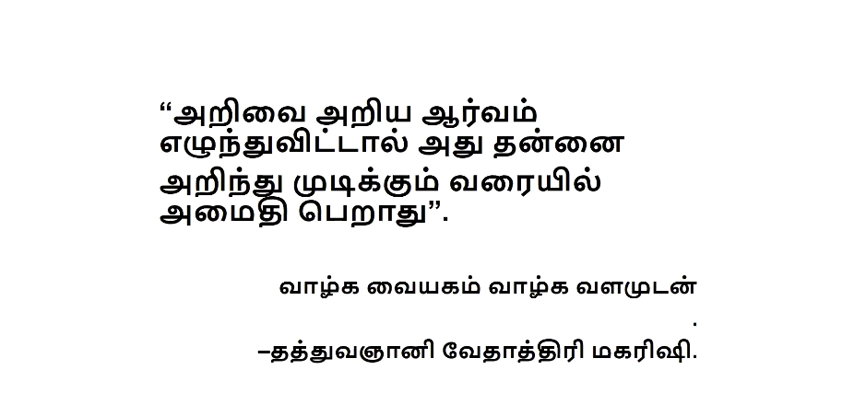 “அறிவை அறிய ஆர்வம்
எழுந்துவிட்டால் அது தன்னை
அறிந்து முடிக்கும் வரையில்
அமைதி பெறாது”.
வாழ்க வையகம் வாழ்க வளமுடன்
.
–தத்துவஞானி வேதாத்திரி மகரிஷி.